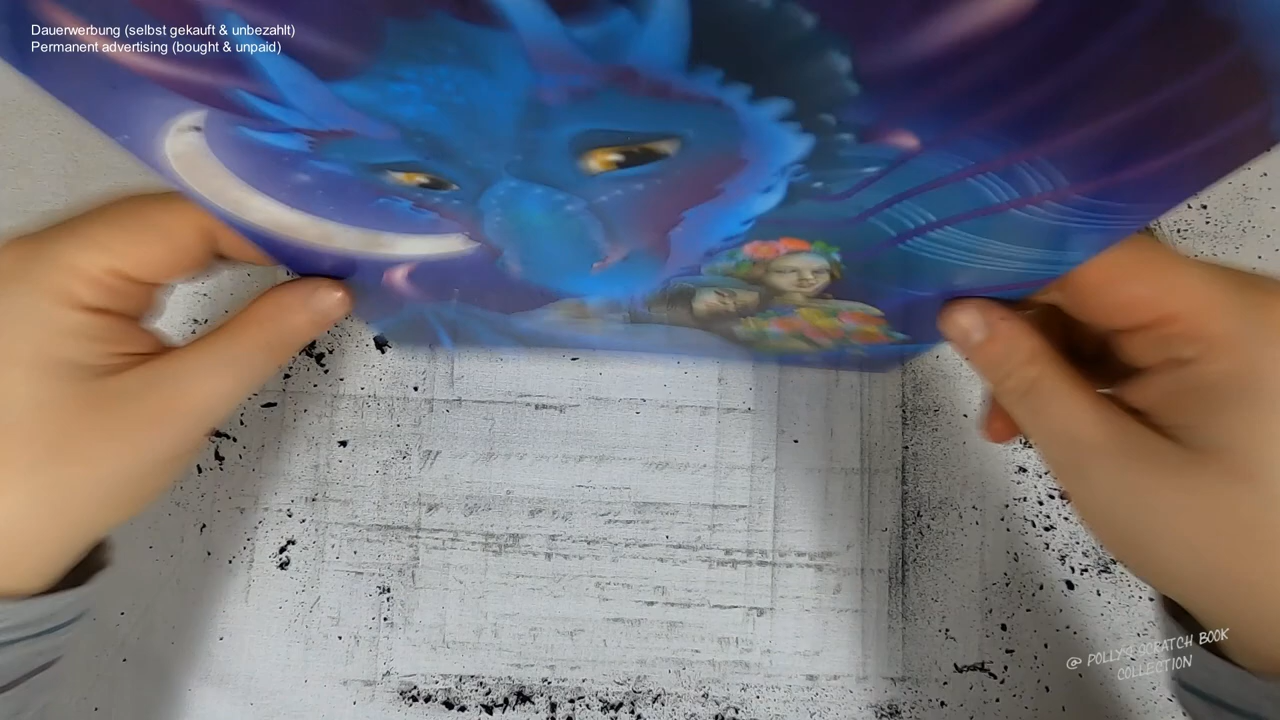 Dauerwerbung (selbst gekauft & unbezahlt)
Permanent advertising (bought & unpaid)
@ POLLY'S SCRATCH BOOK
COLLECTION